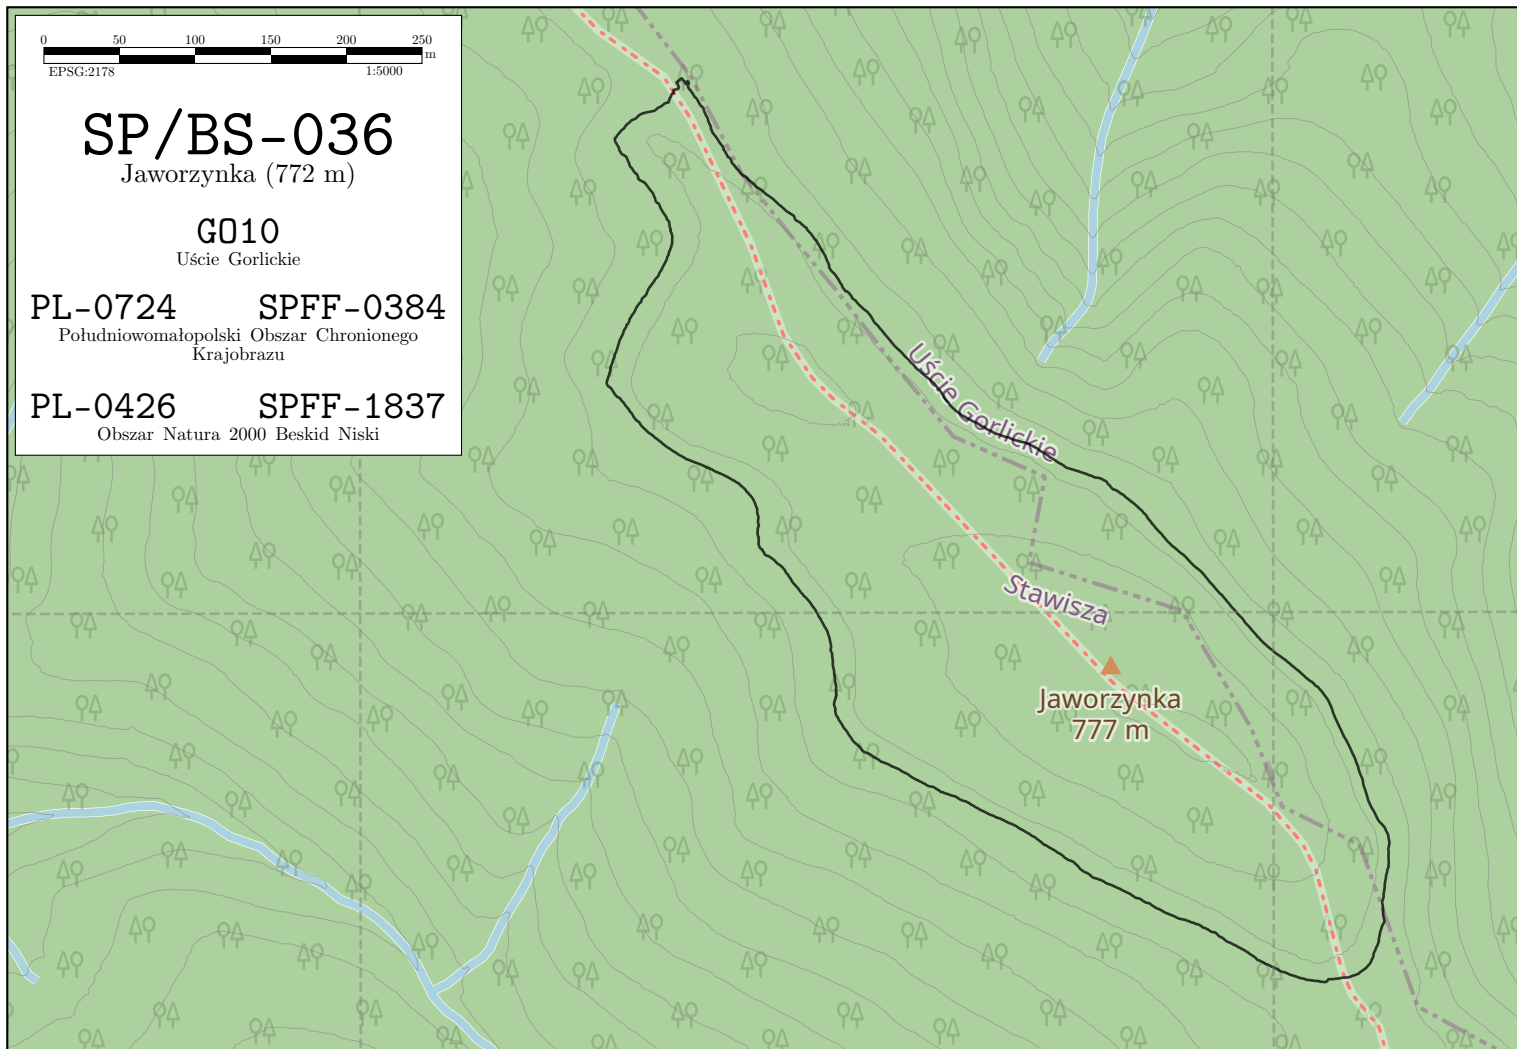 0 50 100 150 200 250
m
EPSG:2178 1:5000
SP/BS-036
Jaworzynka (772 m)
GO10
Uście Gorlickie
PL-0724 SPFF-0384
Południowomałopolski Obszar Chronionego
Krajobrazu
PL-0426 SPFF-1837
Obszar Natura 2000 Beskid Niski
Uście Gorlickie
Stawisza
Jaworzynka
777 m